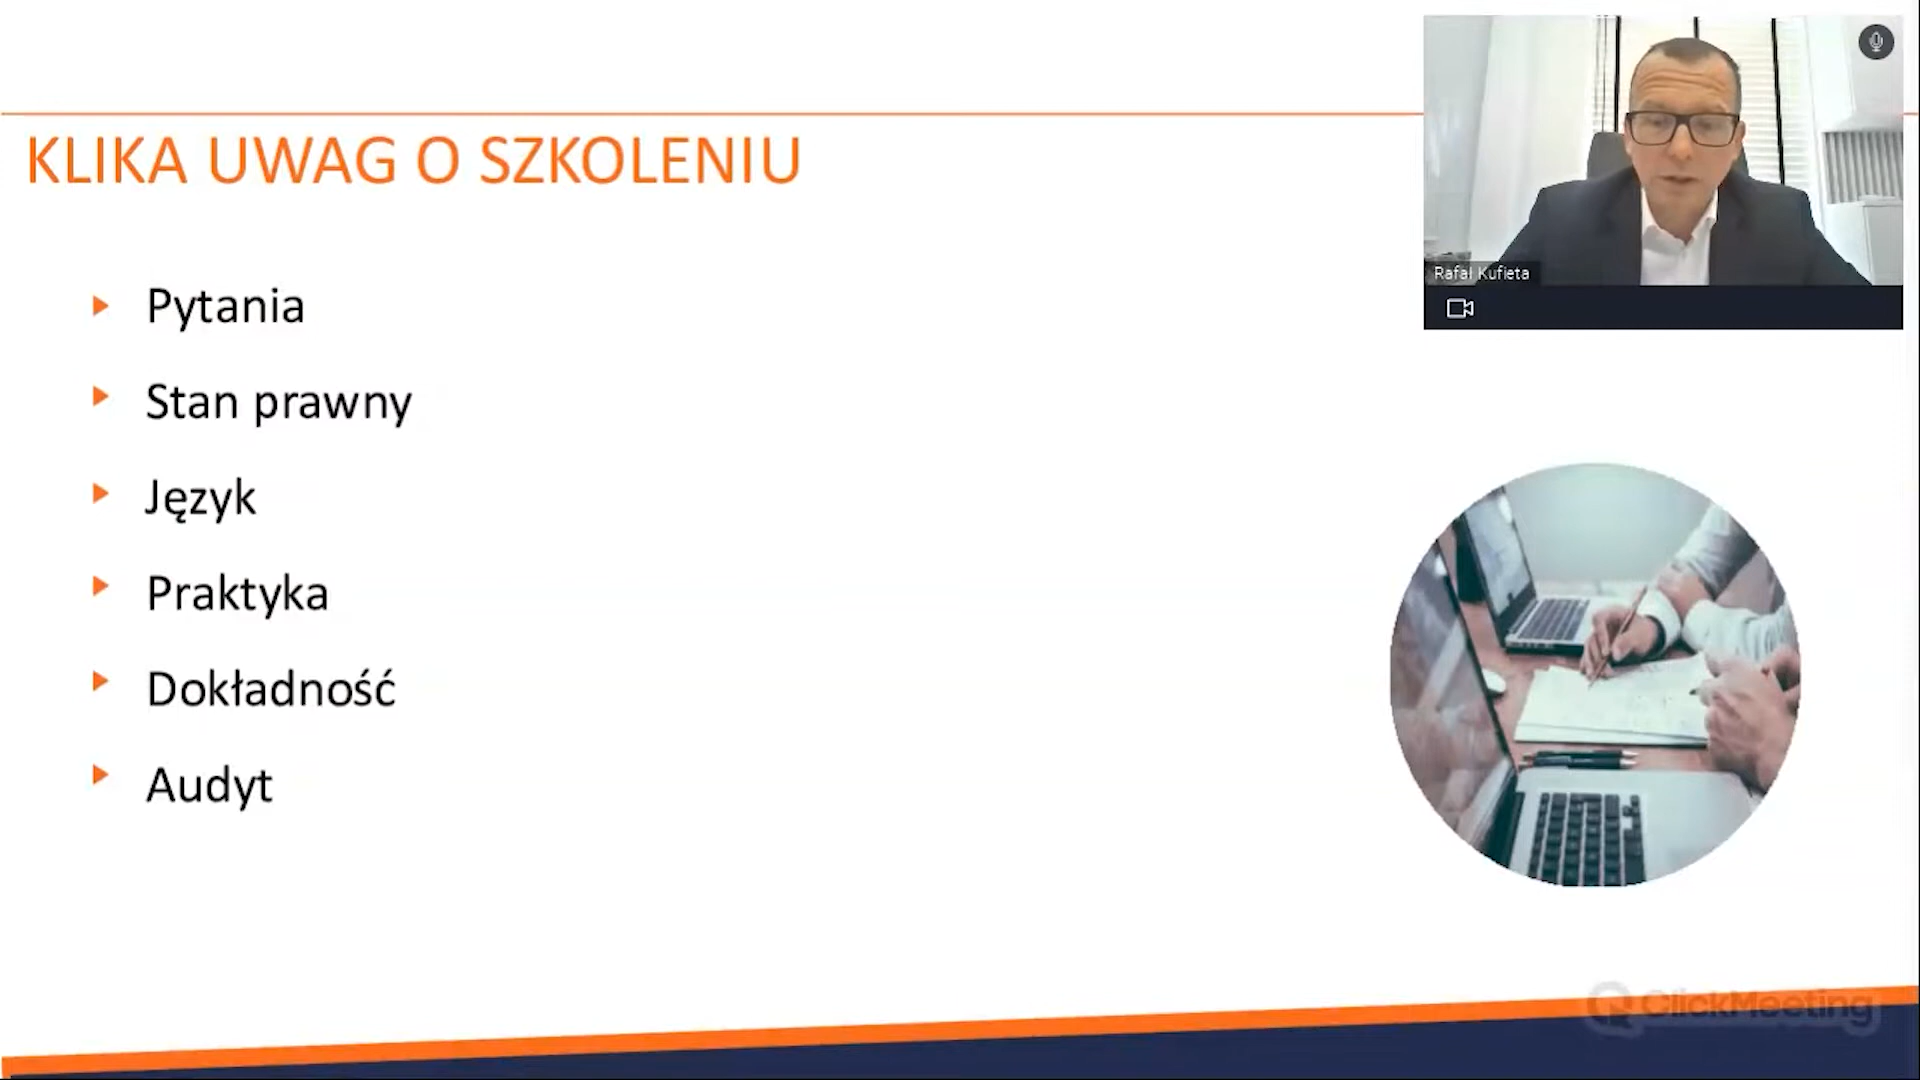 KLIKA UWAG O SZKOLENIU
Rafał Kufieta
Pytania
Stan prawny
Język
Praktyka
Dokładność
Audyt
ClickMeeting